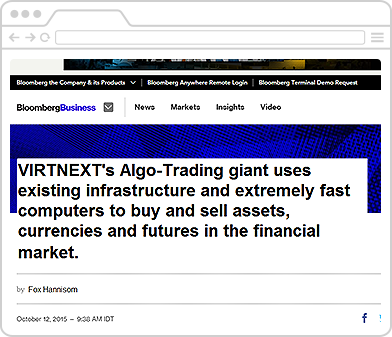 Bloomberg the Company & its Products | Bloomberg Anywhere Remote Login | Bloomberg Terminal Demo Request
BloombergBusiness News Markets Insights Video
VIRTNEXT's Algo-Trading giant uses
existing infrastructure and extremely fast
computers to buy and sell assets,
currencies and futures in the financial
market.
by Fox Hannisom
October 12, 2015 – 9:38 AM IDT